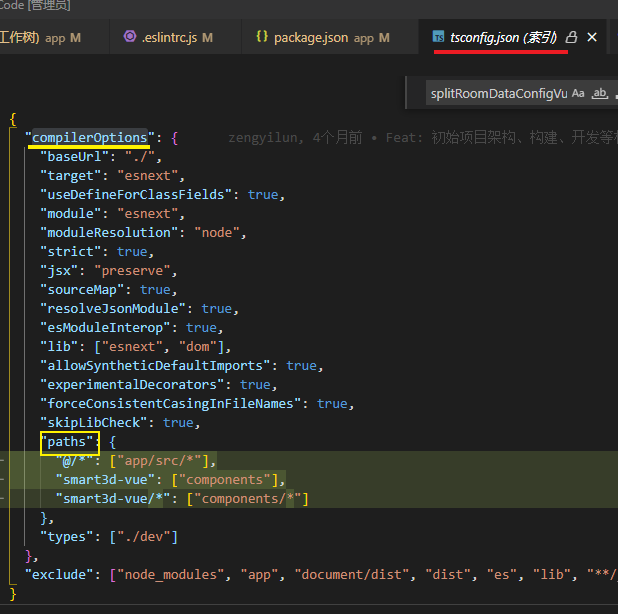 Code [管理员]
工作树) app M
.eslintrc.js M
package.json app M
TS tsconfig.json (索引)
splitRoomDataConfigVu Aa ab
{
"compilerOptions": { zengyilun, 4个月前 • Feat: 初始项目架构、构建、开发等
"baseUrl": "./",
"target": "esnext",
"useDefineForClassFields": true,
"module": "esnext",
"moduleResolution": "node",
"strict": true,
"jsx": "preserve",
"sourceMap": true,
"resolveJsonModule": true,
"esModuleInterop": true,
"lib": ["esnext", "dom"],
"allowSyntheticDefaultImports": true,
"experimentalDecorators": true,
"forceConsistentCasingInFileNames": true,
"skipLibCheck": true,
"paths": {
"@/*": ["app/src/*"],
"smart3d-vue": ["components"],
"smart3d-vue/*": ["components/*"]
},
"types": ["./dev"]
},
"exclude": ["node_modules", "app", "document/dist", "dist", "es", "lib", "**/
}